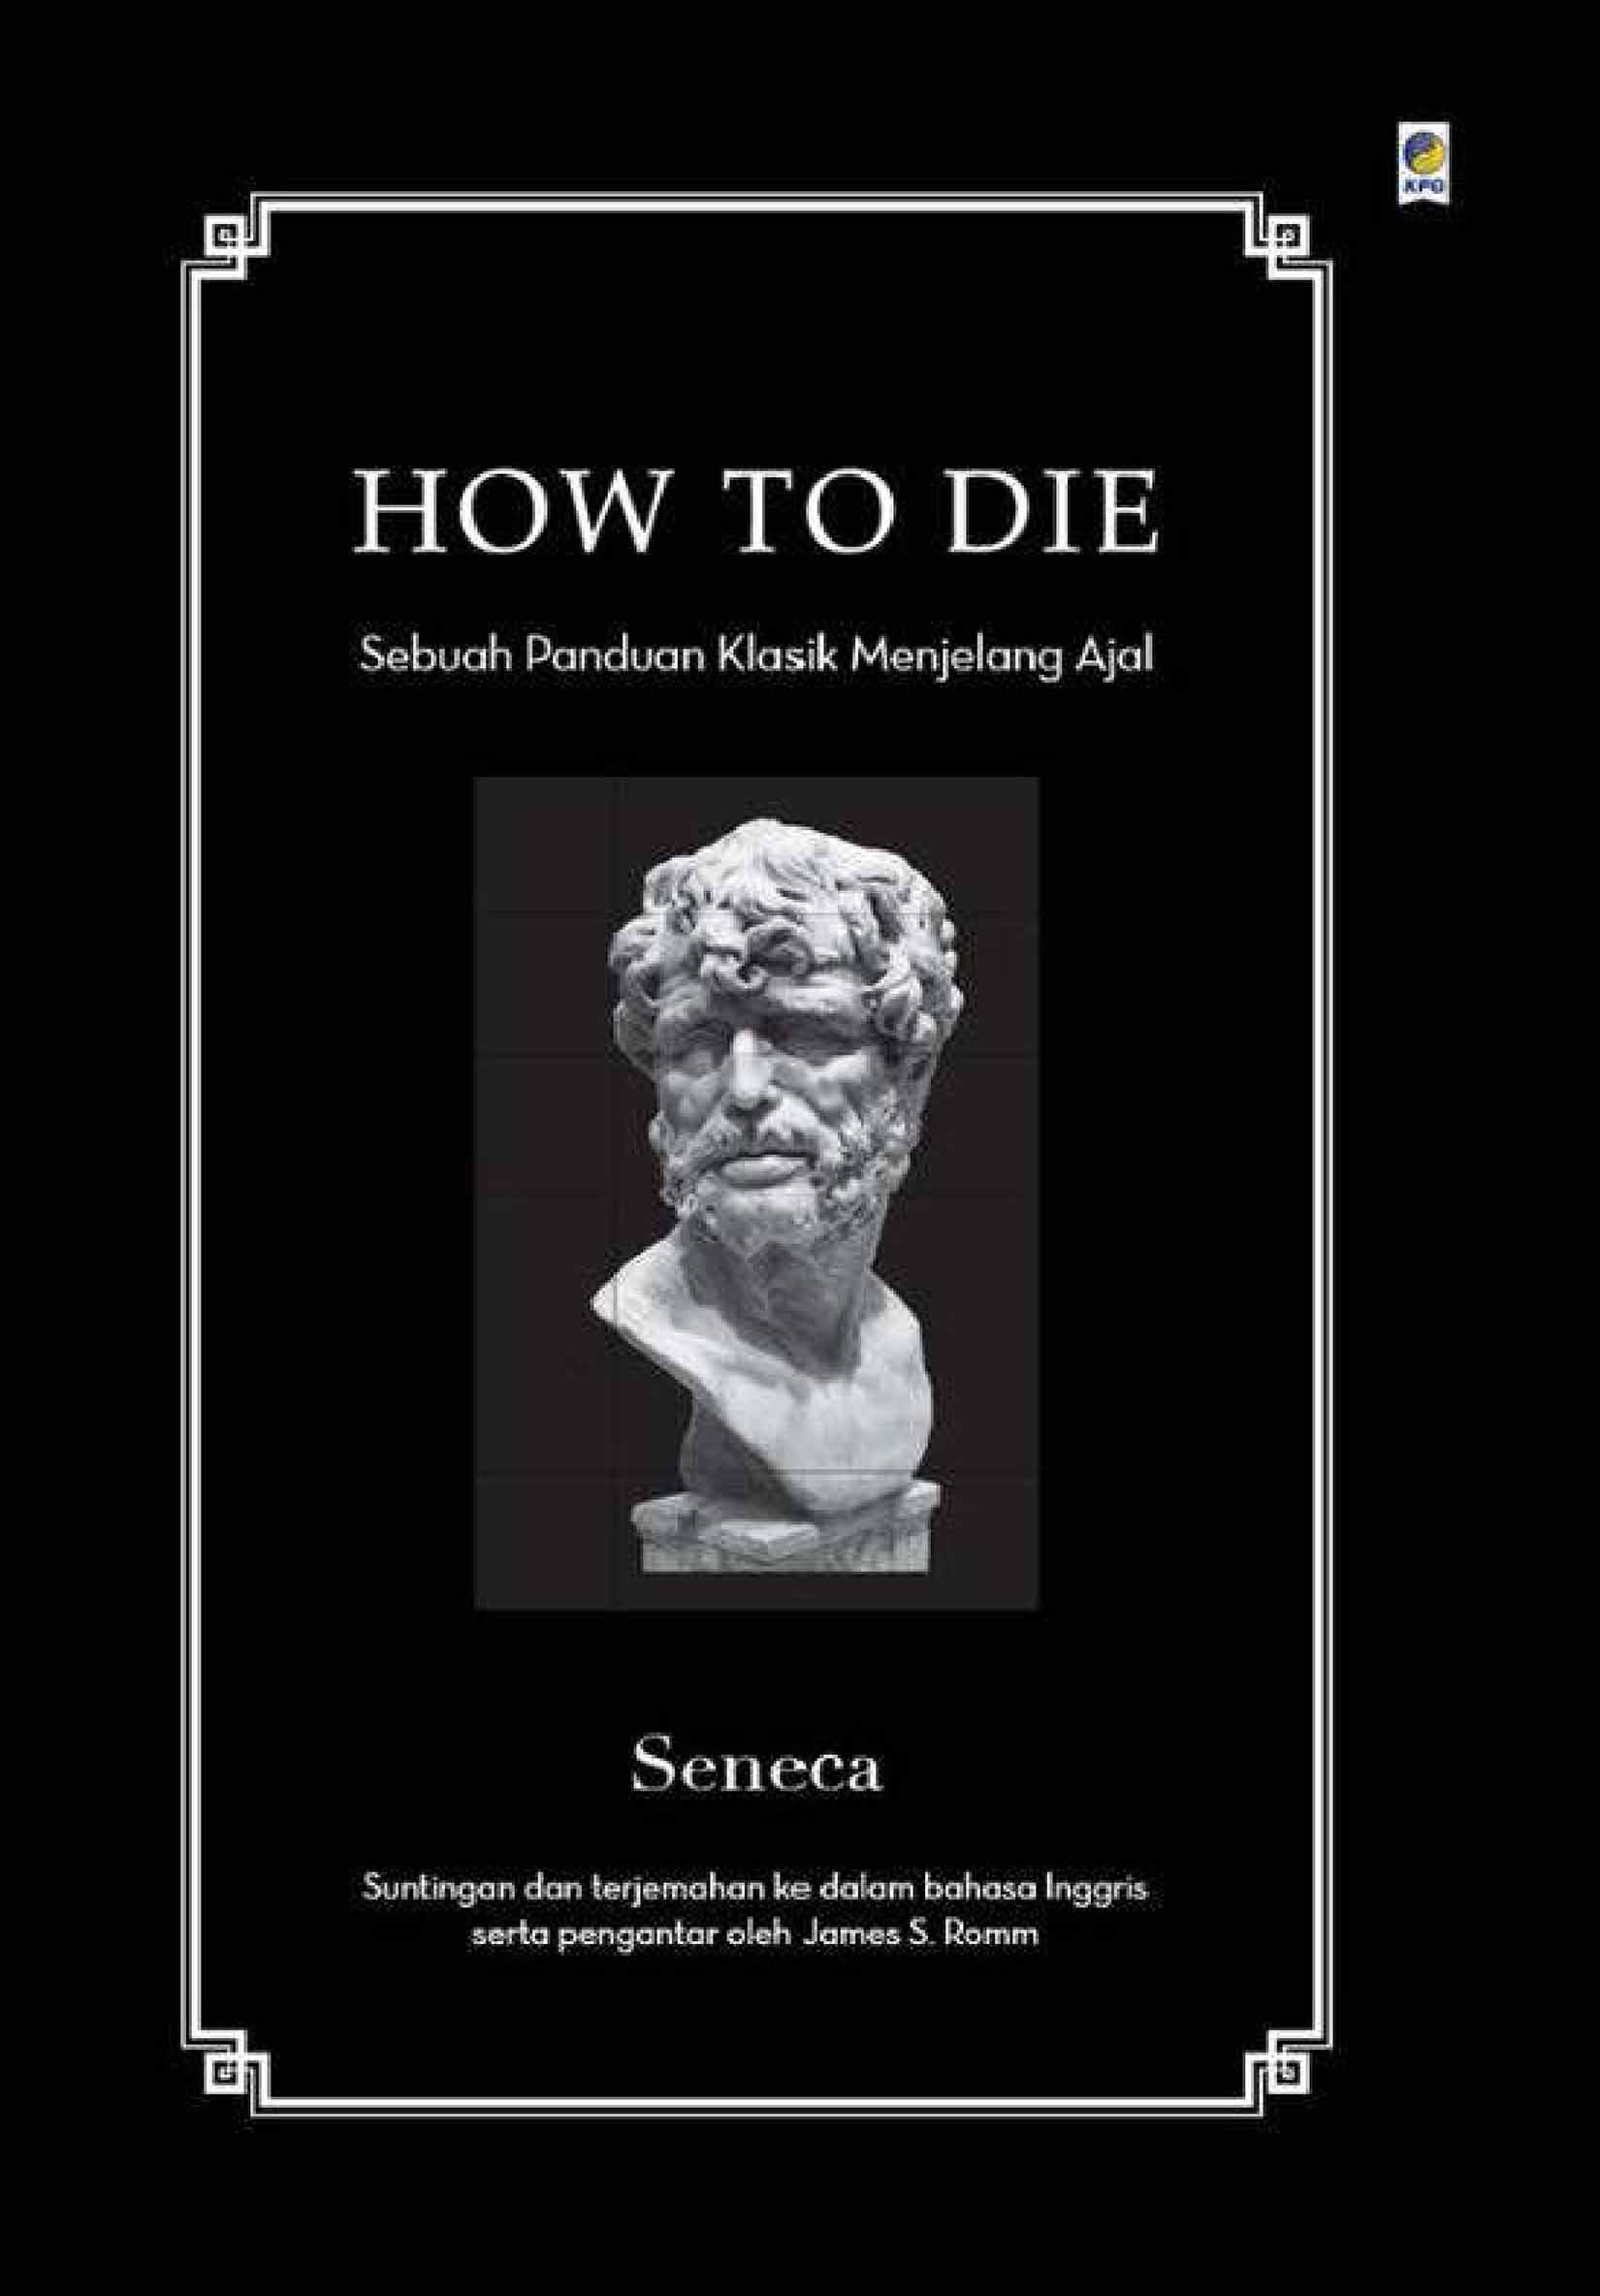 KPG
HOW TO DIE
Sebuah Panduan Klasik Menjelang Ajal
Seneca
Suntingan dan terjemahan ke dalam bahasa Inggris
serta pengantar oleh James S. Romm